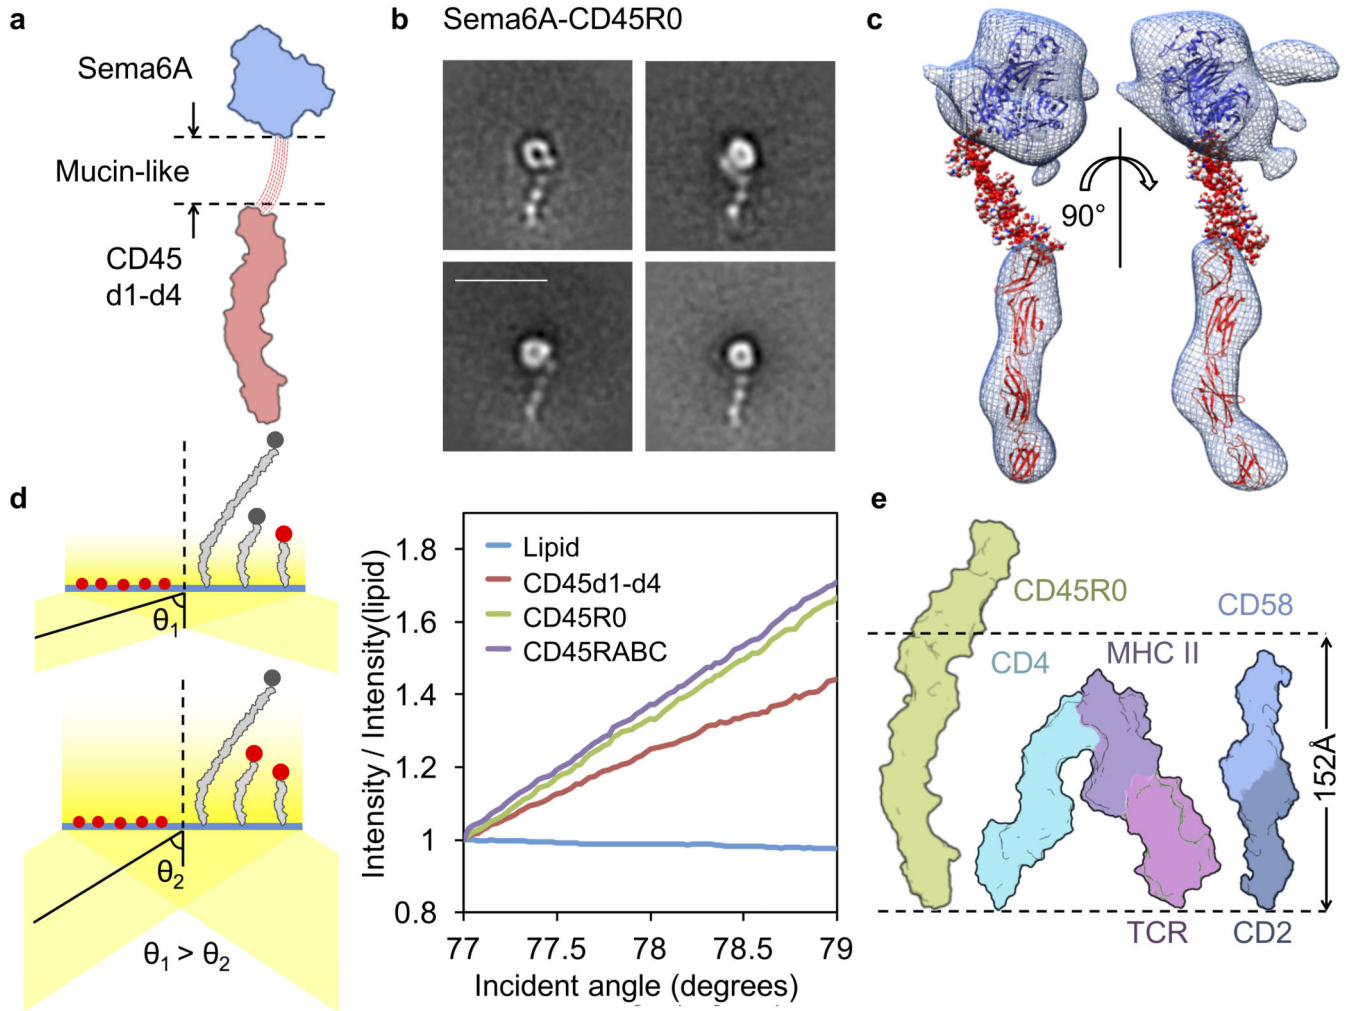 a
Sema6A
Mucin-like
CD45
d1-d4
b
Sema6A-CD45R0
c
90°
d
θ1
θ2
θ1 > θ2
Intensity/ Intensity(lipid)
1.8
1.6
1.4
1.2
1
0.8
Lipid
CD45d1-d4
CD45R0
CD45RABC
77
77.5
78
78.5
79
Incident angle (degrees)
e
CD45R0
CD58
CD4
MHC II
152Å
TCR
CD2